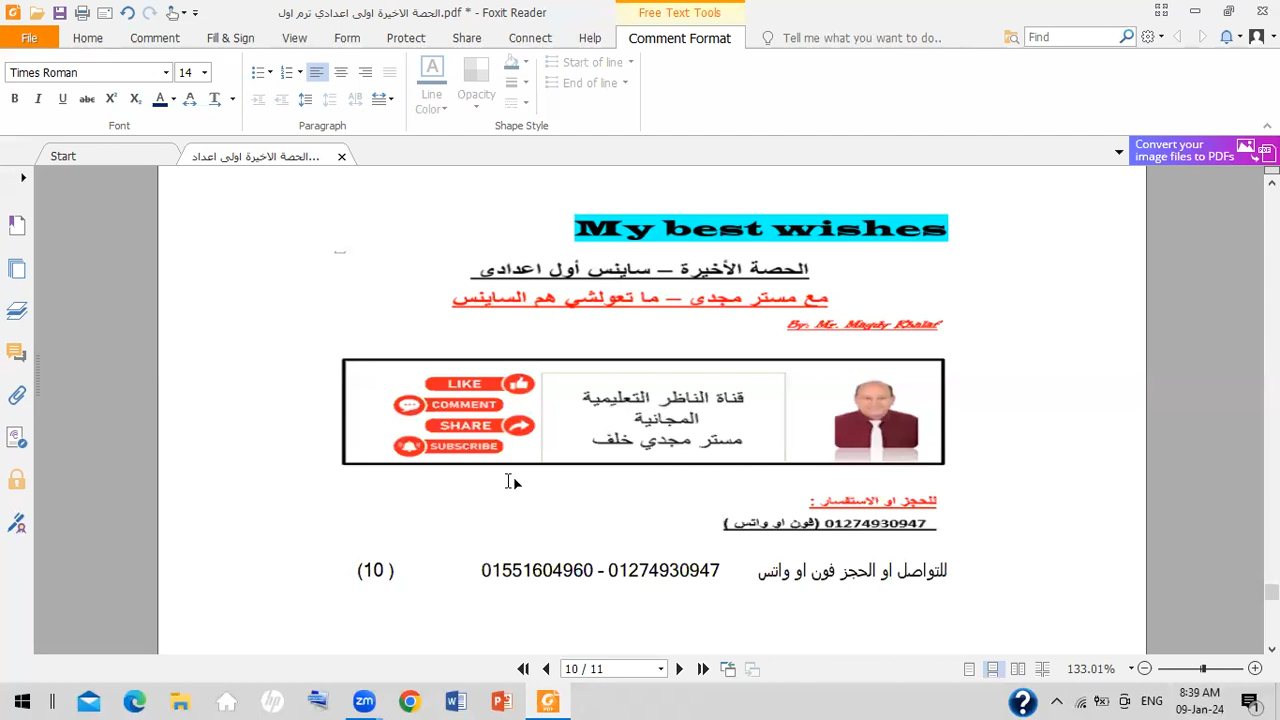 الحصة الاخيرة اولى اعدادي ترم اول.pdf * - Foxit Reader
Free Text Tools
File Home Comment Fill & Sign View Form Protect Share Connect Help Comment Format Tell me what you want to do.. Find
Times Roman 14
Start of line
End of line
Line Color
Opacity
Font Paragraph Shape Style
Start
الحصة الاخيرة اولى اعداد...
Convert your image files to PDFs
My best wishes
الحصة الأخيرة – ساينس أول اعدادى
مع مستر مجدى – ما تعولشي هم الساينس
By: Mr. Magdy Khalaf
LIKE
COMMENT
SHARE
SUBSCRIBE
قناة الناظر التعليمية
المجانية
مستر مجدي خلف
للحجز او الاستفسار :
01274930947 (فون او واتس )
للتواصل او الحجز فون او واتس 01274930947 - 01551604960 (10 )
10 / 11
133.01%
8:39 AM
09-Jan-24